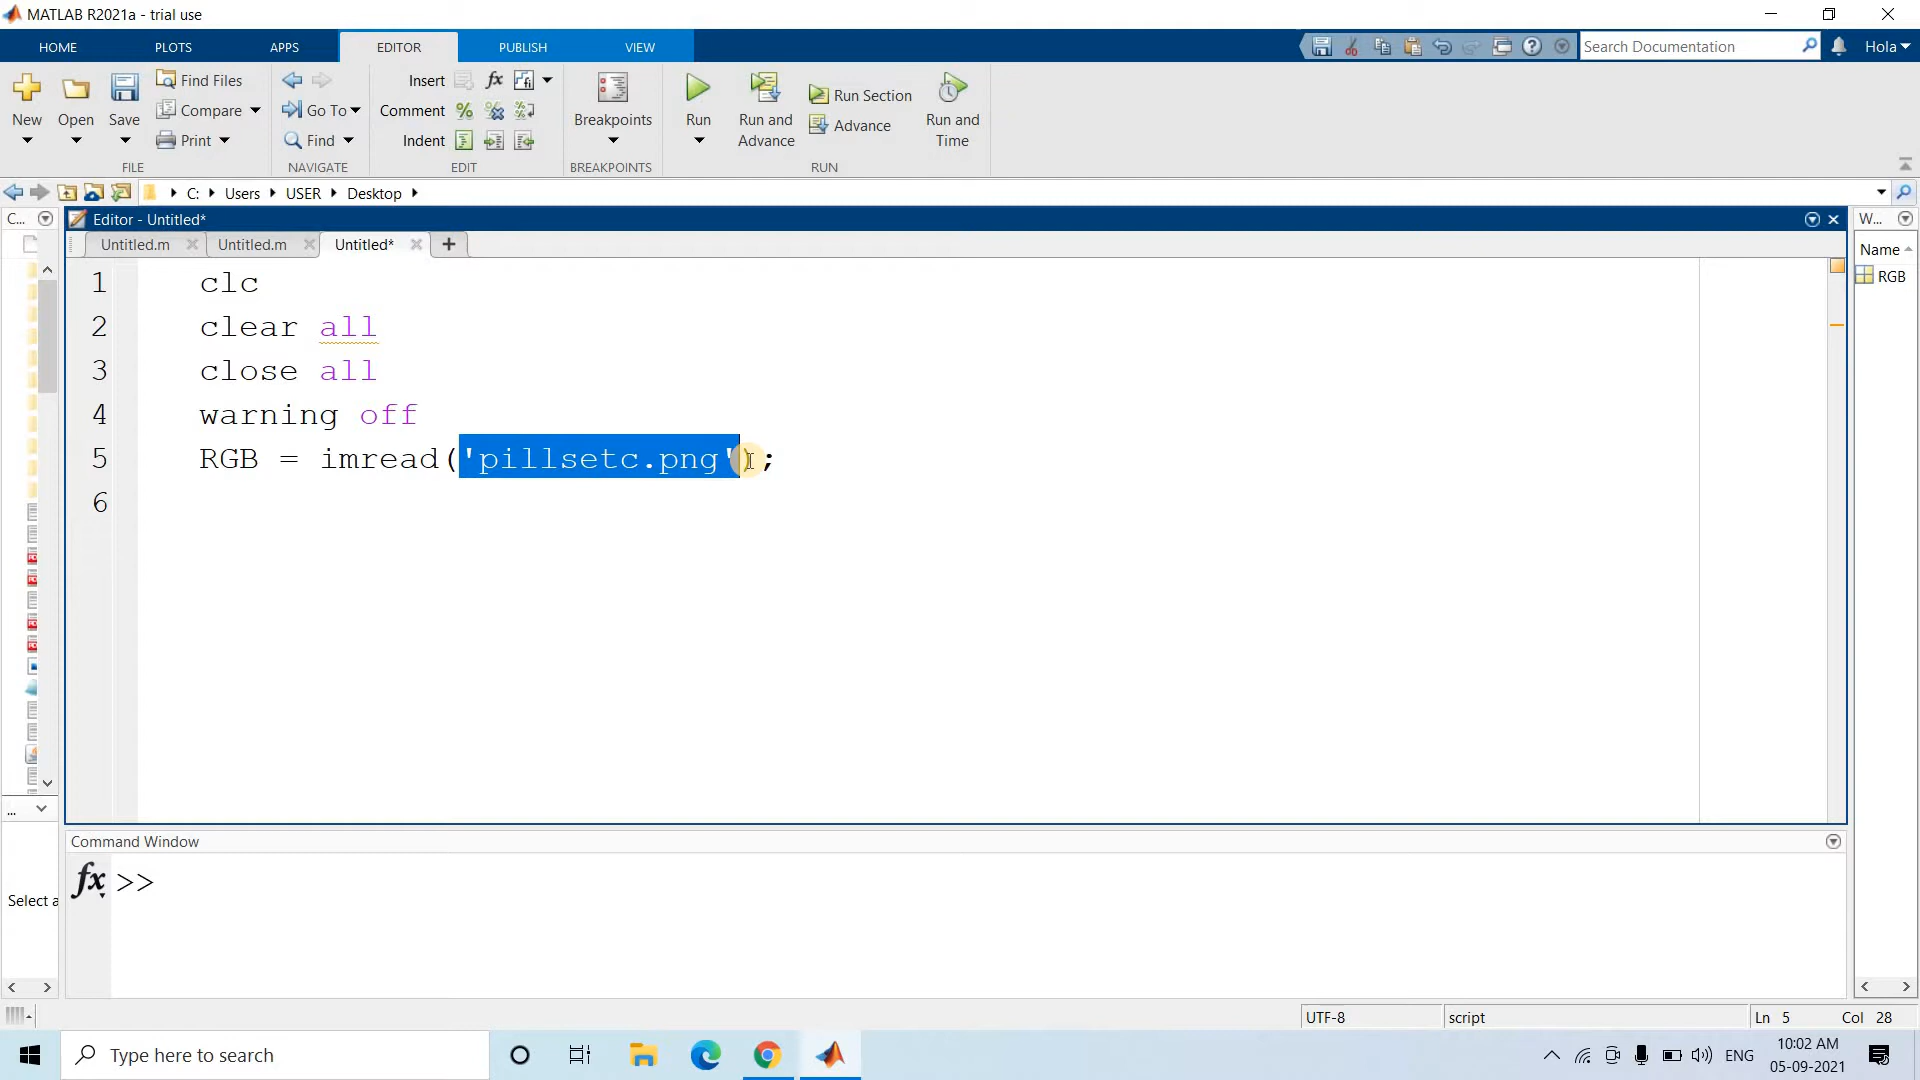 MATLAB R2021a - trial use
HOME PLOTS APPS EDITOR PUBLISH VIEW
Search Documentation
Hola
New Open Save
Find Files
Compare
Print
FILE
Go To
Find
NAVIGATE
Insert fx
Comment
Indent
EDIT
Breakpoints
BREAKPOINTS
Run
Run and Advance
Run Section
Advance
Run and Time
RUN
C: Users USER Desktop
C...
Editor - Untitled*
W...
Untitled.m Untitled.m Untitled*
Name
RGB
1 clc
2 clear all
3 close all
4 warning off
5 RGB = imread('pillsetc.png');
6
...
Select a
Command Window
fx >>
UTF-8 script Ln 5 Col 28
Type here to search
ENG
10:02 AM
05-09-2021